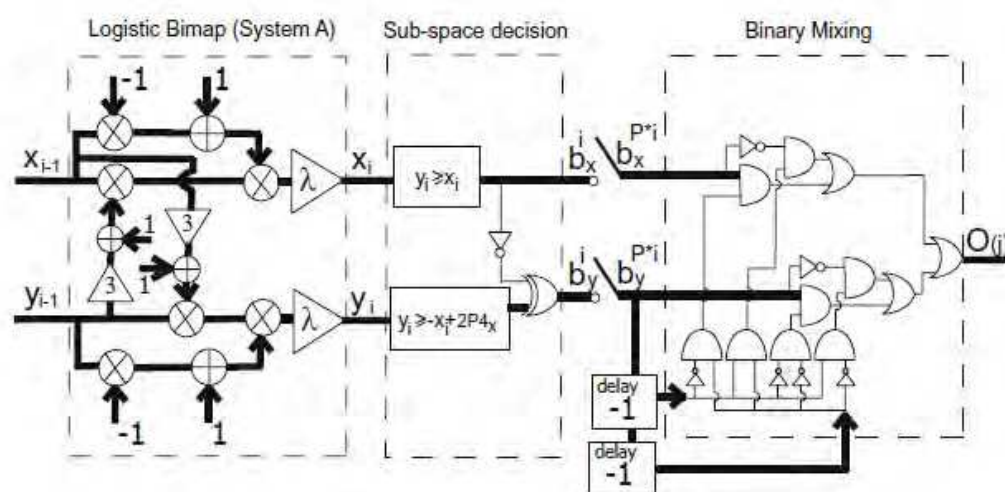 Logistic Bimap (System A)
Sub-space decision
Binary Mixing
-1
1
x i-1
λ
x i
y i ≥x i
b x i
b x P*i
3
1
1
3
y i-1
λ
y i
y i ≥-x i +2P4 x
b y i
b y P*i
O (j)
-1
1
delay
-1
delay
-1